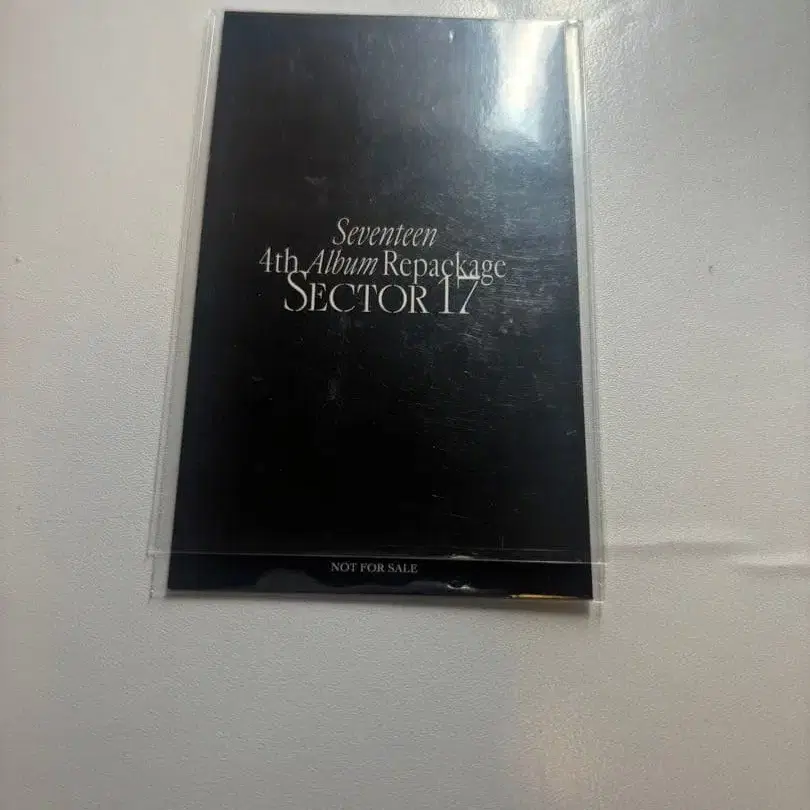 Seventeen
4th Album Repackage
SECTOR 17
NOT FOR SALE